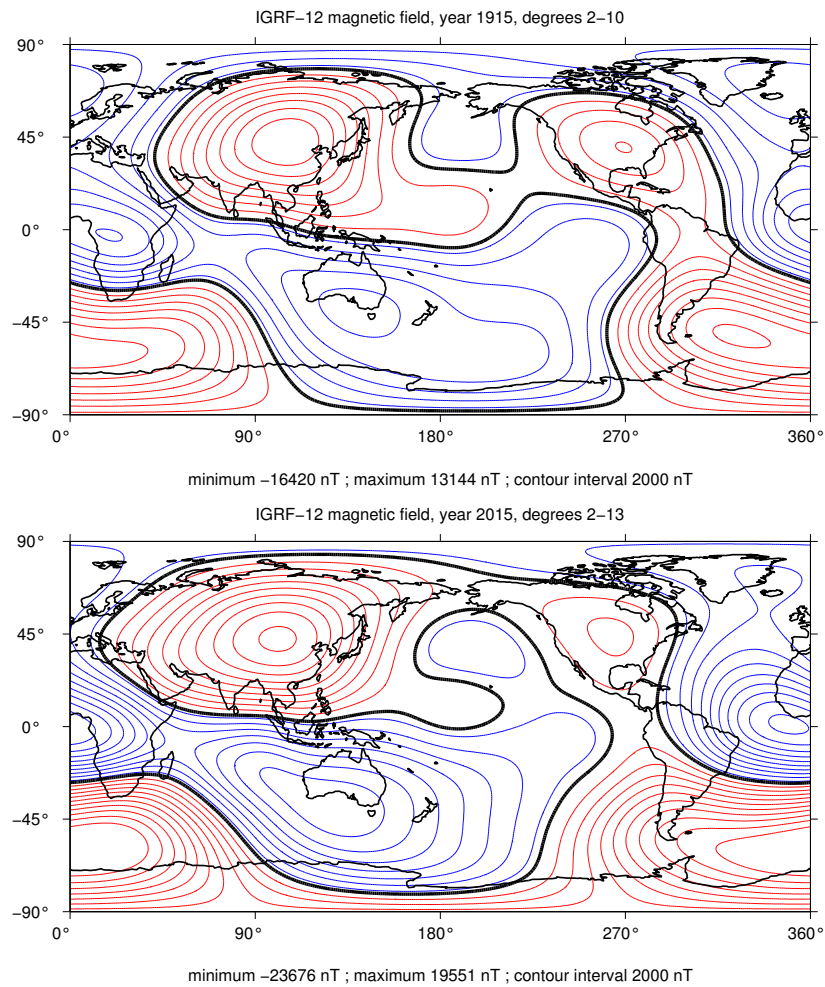 IGRF−12 magnetic field, year 1915, degrees 2−10
90°
45°
0°
−45°
−90°
0° 90° 180° 270° 360°
minimum −16420 nT ; maximum 13144 nT ; contour interval 2000 nT
IGRF−12 magnetic field, year 2015, degrees 2−13
90°
45°
0°
−45°
−90°
0° 90° 180° 270° 360°
minimum −23676 nT ; maximum 19551 nT ; contour interval 2000 nT